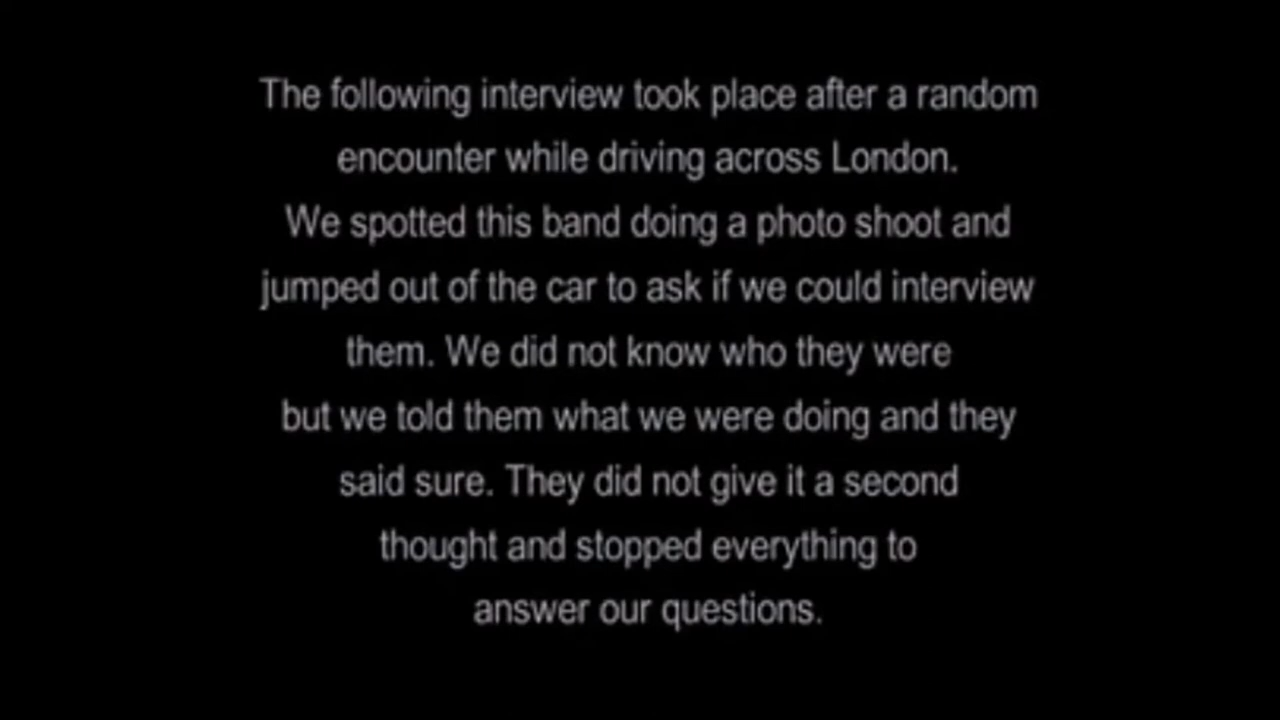 The following interview took place after a random
encounter while driving across London.
We spotted this band doing a photo shoot and
jumped out of the car to ask if we could interview
them. We did not know who they were
but we told them what we were doing and they
said sure. They did not give it a second
thought and stopped everything to
answer our questions.